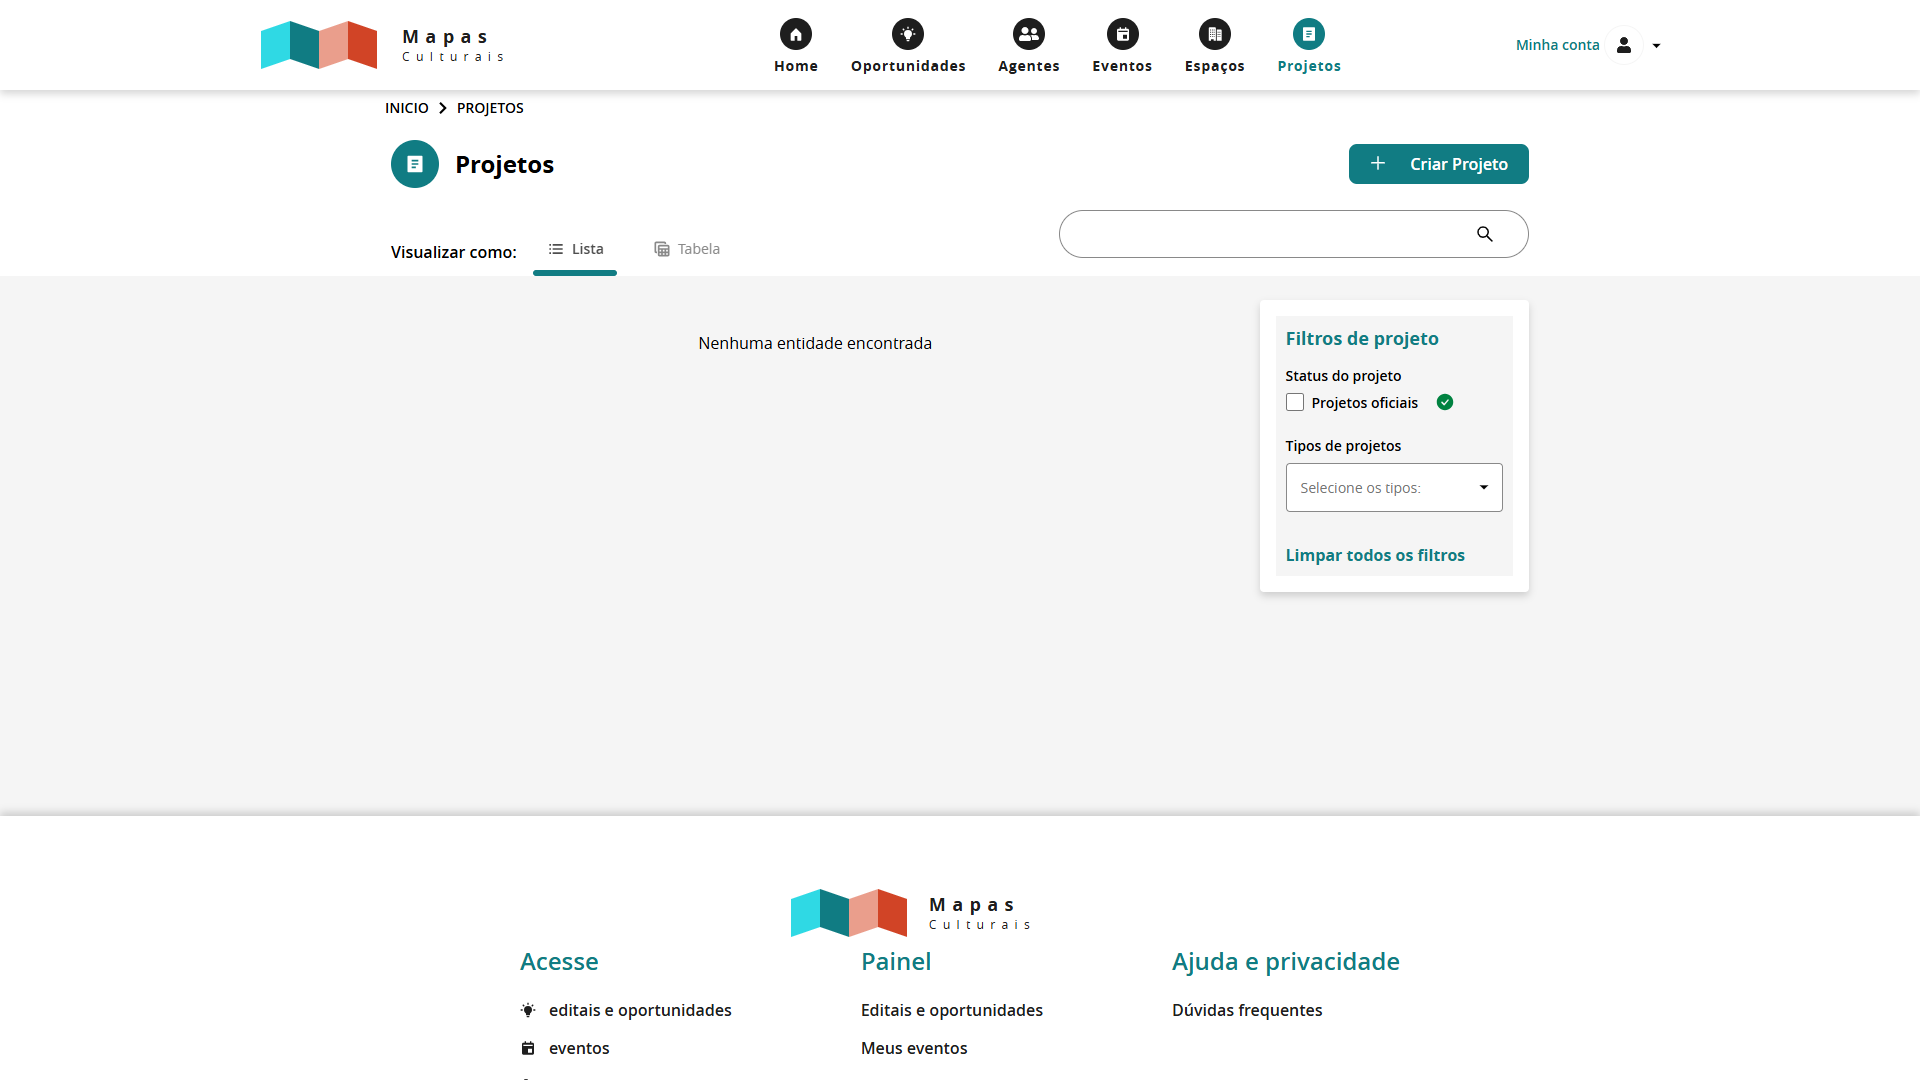 Mapas
Culturais
Home
Oportunidades
Agentes
Eventos
Espaços
Projetos
Minha conta
INICIO
PROJETOS
Projetos
Criar Projeto
Visualizar como:
Lista
Tabela
Nenhuma entidade encontrada
Filtros de projeto
Status do projeto
Projetos oficiais
Tipos de projetos
Selecione os tipos:
Limpar todos os filtros
Mapas
Culturais
Acesse
editais e oportunidades
eventos
Painel
Editais e oportunidades
Meus eventos
Ajuda e privacidade
Dúvidas frequentes